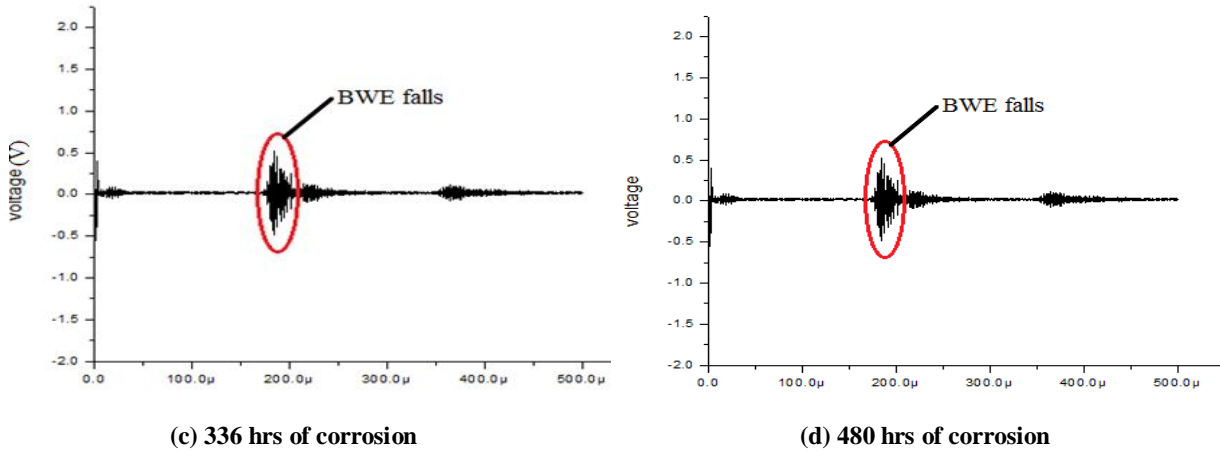 2.0
1.5
BWE falls
1.0
0.5
0.0
-0.5
-1.0
-1.5
-2.0
voltage (V)
0.0 100.0µ 200.0µ 300.0µ 400.0µ 500.0µ
(c) 336 hrs of corrosion
2.0
1.5
BWE falls
1.0
0.5
0.0
-0.5
-1.0
-1.5
-2.0
voltage
0.0 100.0µ 200.0µ 300.0µ 400.0µ 500.0µ
(d) 480 hrs of corrosion